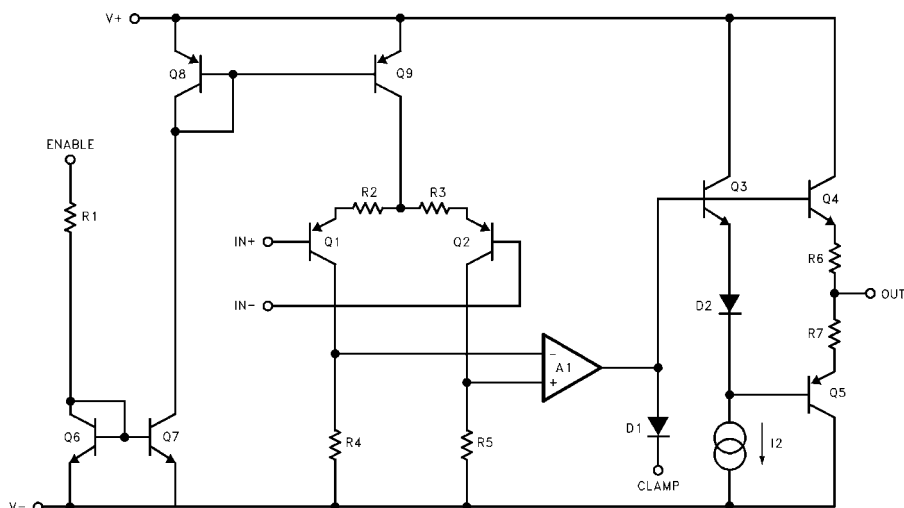 V+
Q8
Q9
ENABLE
R1
R2
R3
Q3
Q4
IN+
Q1
Q2
R6
OUT
IN-
D2
R7
-
A1
+
Q5
Q6
Q7
R4
R5
D1
I2
CLAMP
V-